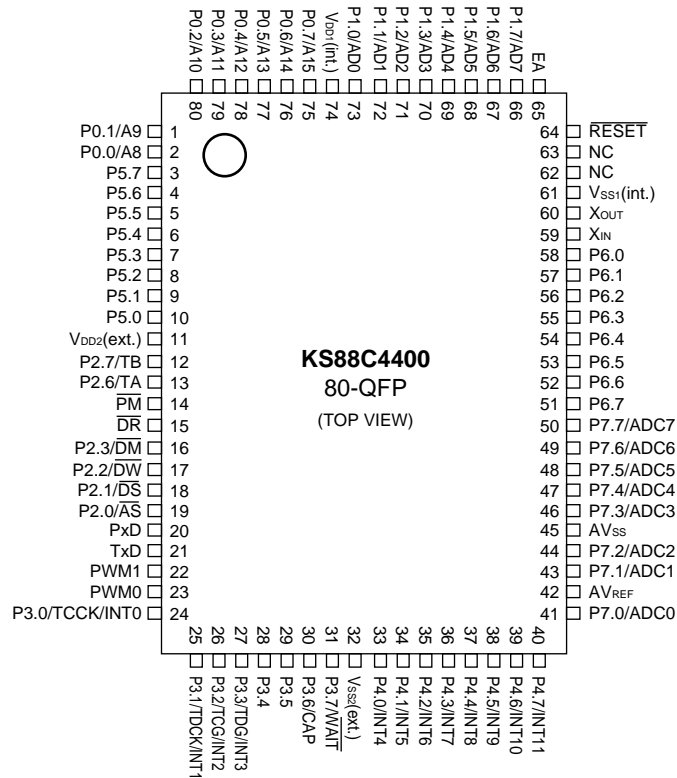 P0.2/A10
P0.3/A11
P0.4/A12
P0.5/A13
P0.6/A14
P0.7/A15
VDD1(int.)
P1.0/AD0
P1.1/AD1
P1.2/AD2
P1.3/AD3
P1.4/AD4
P1.5/AD5
P1.6/AD6
P1.7/AD7
EA
80
79
78
77
76
75
74
73
72
71
70
69
68
67
66
65
P0.1/A9 1
P0.0/A8 2
P5.7 3
P5.6 4
P5.5 5
P5.4 6
P5.3 7
P5.2 8
P5.1 9
P5.0 10
VDD2(ext.) 11
P2.7/TB 12
P2.6/TA 13
PM 14
DR 15
P2.3/DM 16
P2.2/DW 17
P2.1/DS 18
P2.0/AS 19
PxD 20
TxD 21
PWM1 22
PWM0 23
P3.0/TCCK/INT0 24
KS88C4400
80-QFP
(TOP VIEW)
64 RESET
63 NC
62 NC
61 VSS1(int.)
60 XOUT
59 XIN
58 P6.0
57 P6.1
56 P6.2
55 P6.3
54 P6.4
53 P6.5
52 P6.6
51 P6.7
50 P7.7/ADC7
49 P7.6/ADC6
48 P7.5/ADC5
47 P7.4/ADC4
46 P7.3/ADC3
45 AVSS
44 P7.2/ADC2
43 P7.1/ADC1
42 AVREF
41 P7.0/ADC0
25
26
27
28
29
30
31
32
33
34
35
36
37
38
39
40
P3.1/TDCK/INT1
P3.2/TCG/INT2
P3.3/TDG/INT3
P3.4
P3.5
P3.6/CAP
P3.7/WAIT
VSS2(ext.)
P4.0/INT4
P4.1/INT5
P4.2/INT6
P4.3/INT7
P4.4/INT8
P4.5/INT9
P4.6/INT10
P4.7/INT11